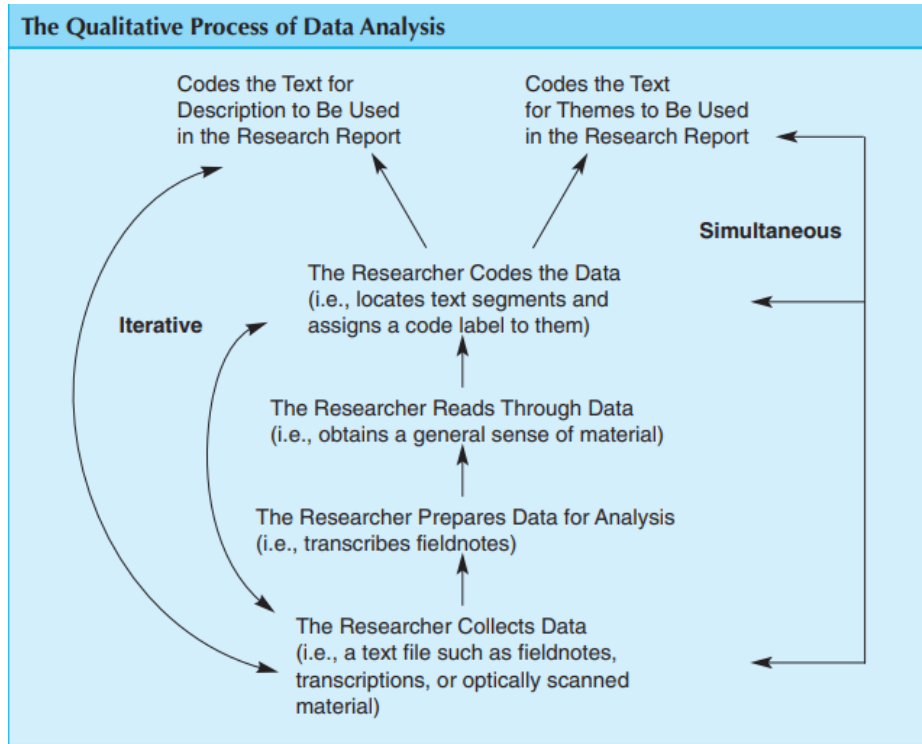 The Qualitative Process of Data Analysis
Codes the Text for
Description to Be Used
in the Research Report
Codes the Text
for Themes to Be Used
in the Research Report
Simultaneous
The Researcher Codes the Data
(i.e., locates text segments and
assigns a code label to them)
Iterative
The Researcher Reads Through Data
(i.e., obtains a general sense of material)
The Researcher Prepares Data for Analysis
(i.e., transcribes fieldnotes)
The Researcher Collects Data
(i.e., a text file such as fieldnotes,
transcriptions, or optically scanned
material)